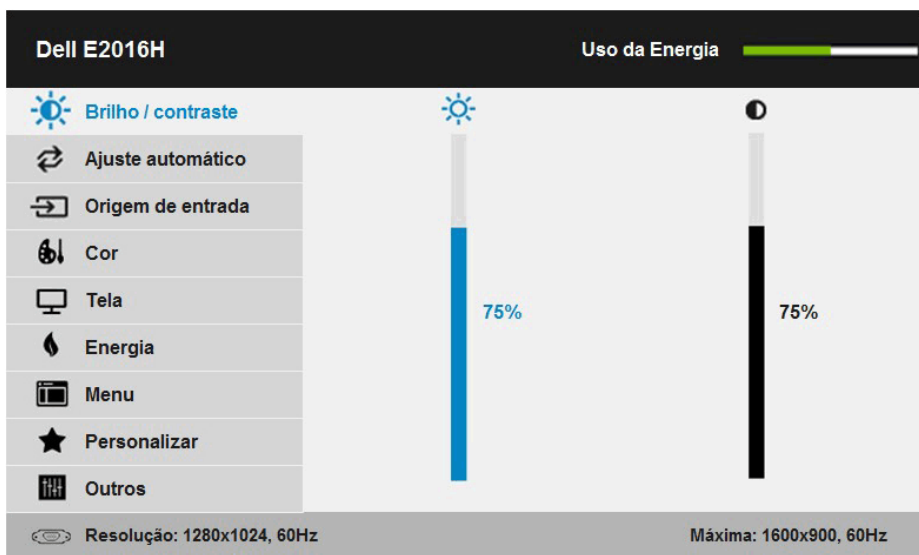 Dell E2016H
Uso da Energia
Brilho / contraste
Ajuste automático
Origem de entrada
Cor
Tela
75%
75%
Energia
Menu
Personalizar
Outros
Resolução: 1280x1024, 60Hz
Máxima: 1600x900, 60Hz